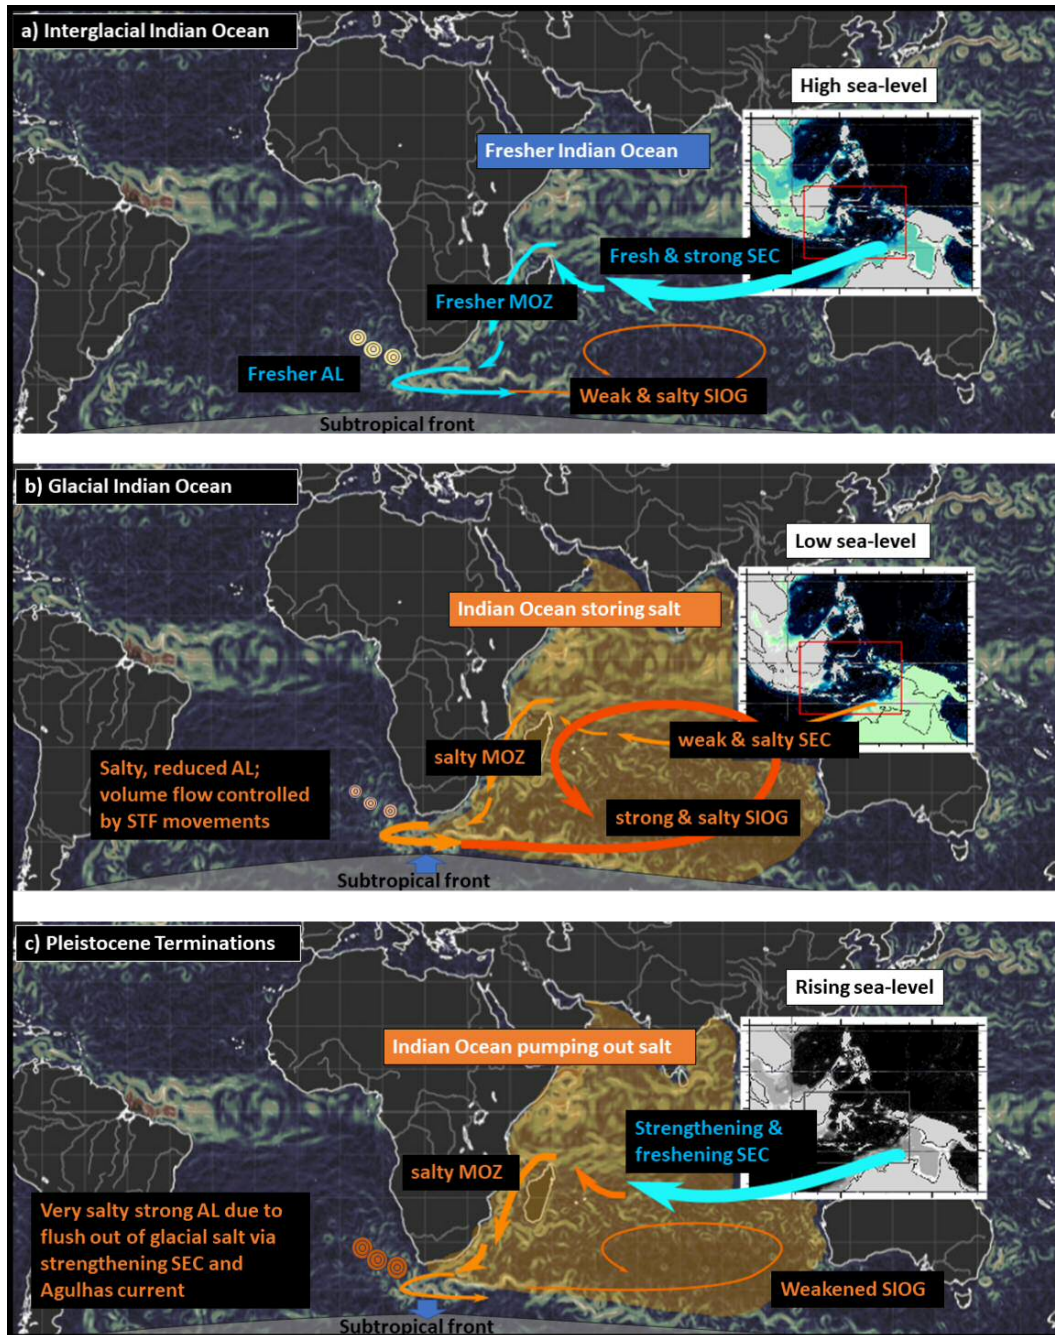 a) Interglacial Indian Ocean
High sea-level
Fresher Indian Ocean
Fresh & strong SEC
Fresher MOZ
Fresher AL
Weak & salty SIOG
Subtropical front
b) Glacial Indian Ocean
Low sea-level
Indian Ocean storing salt
weak & salty SEC
salty MOZ
Salty, reduced AL;
volume flow controlled
by STF movements
strong & salty SIOG
Subtropical front
c) Pleistocene Terminations
Rising sea-level
Indian Ocean pumping out salt
Strengthening &
freshening SEC
salty MOZ
Very salty strong AL due to
flush out of glacial salt via
strengthening SEC and
Agulhas current
Weakened SIOG
Subtropical front